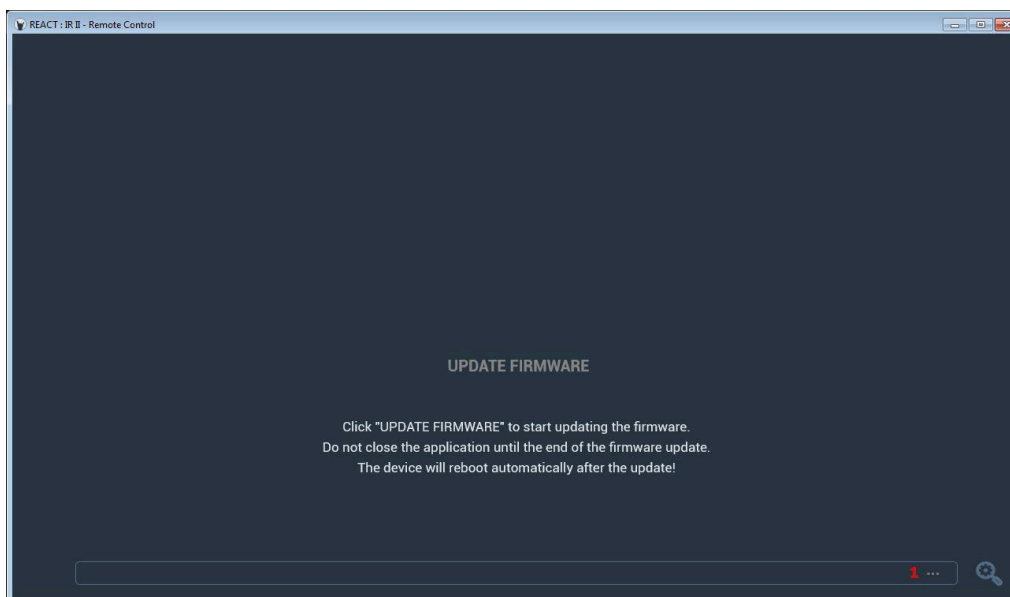 REACT : IR II - Remote Control
UPDATE FIRMWARE
Click "UPDATE FIRMWARE" to start updating the firmware.
Do not close the application until the end of the firmware update.
The device will reboot automatically after the update!
1 ...